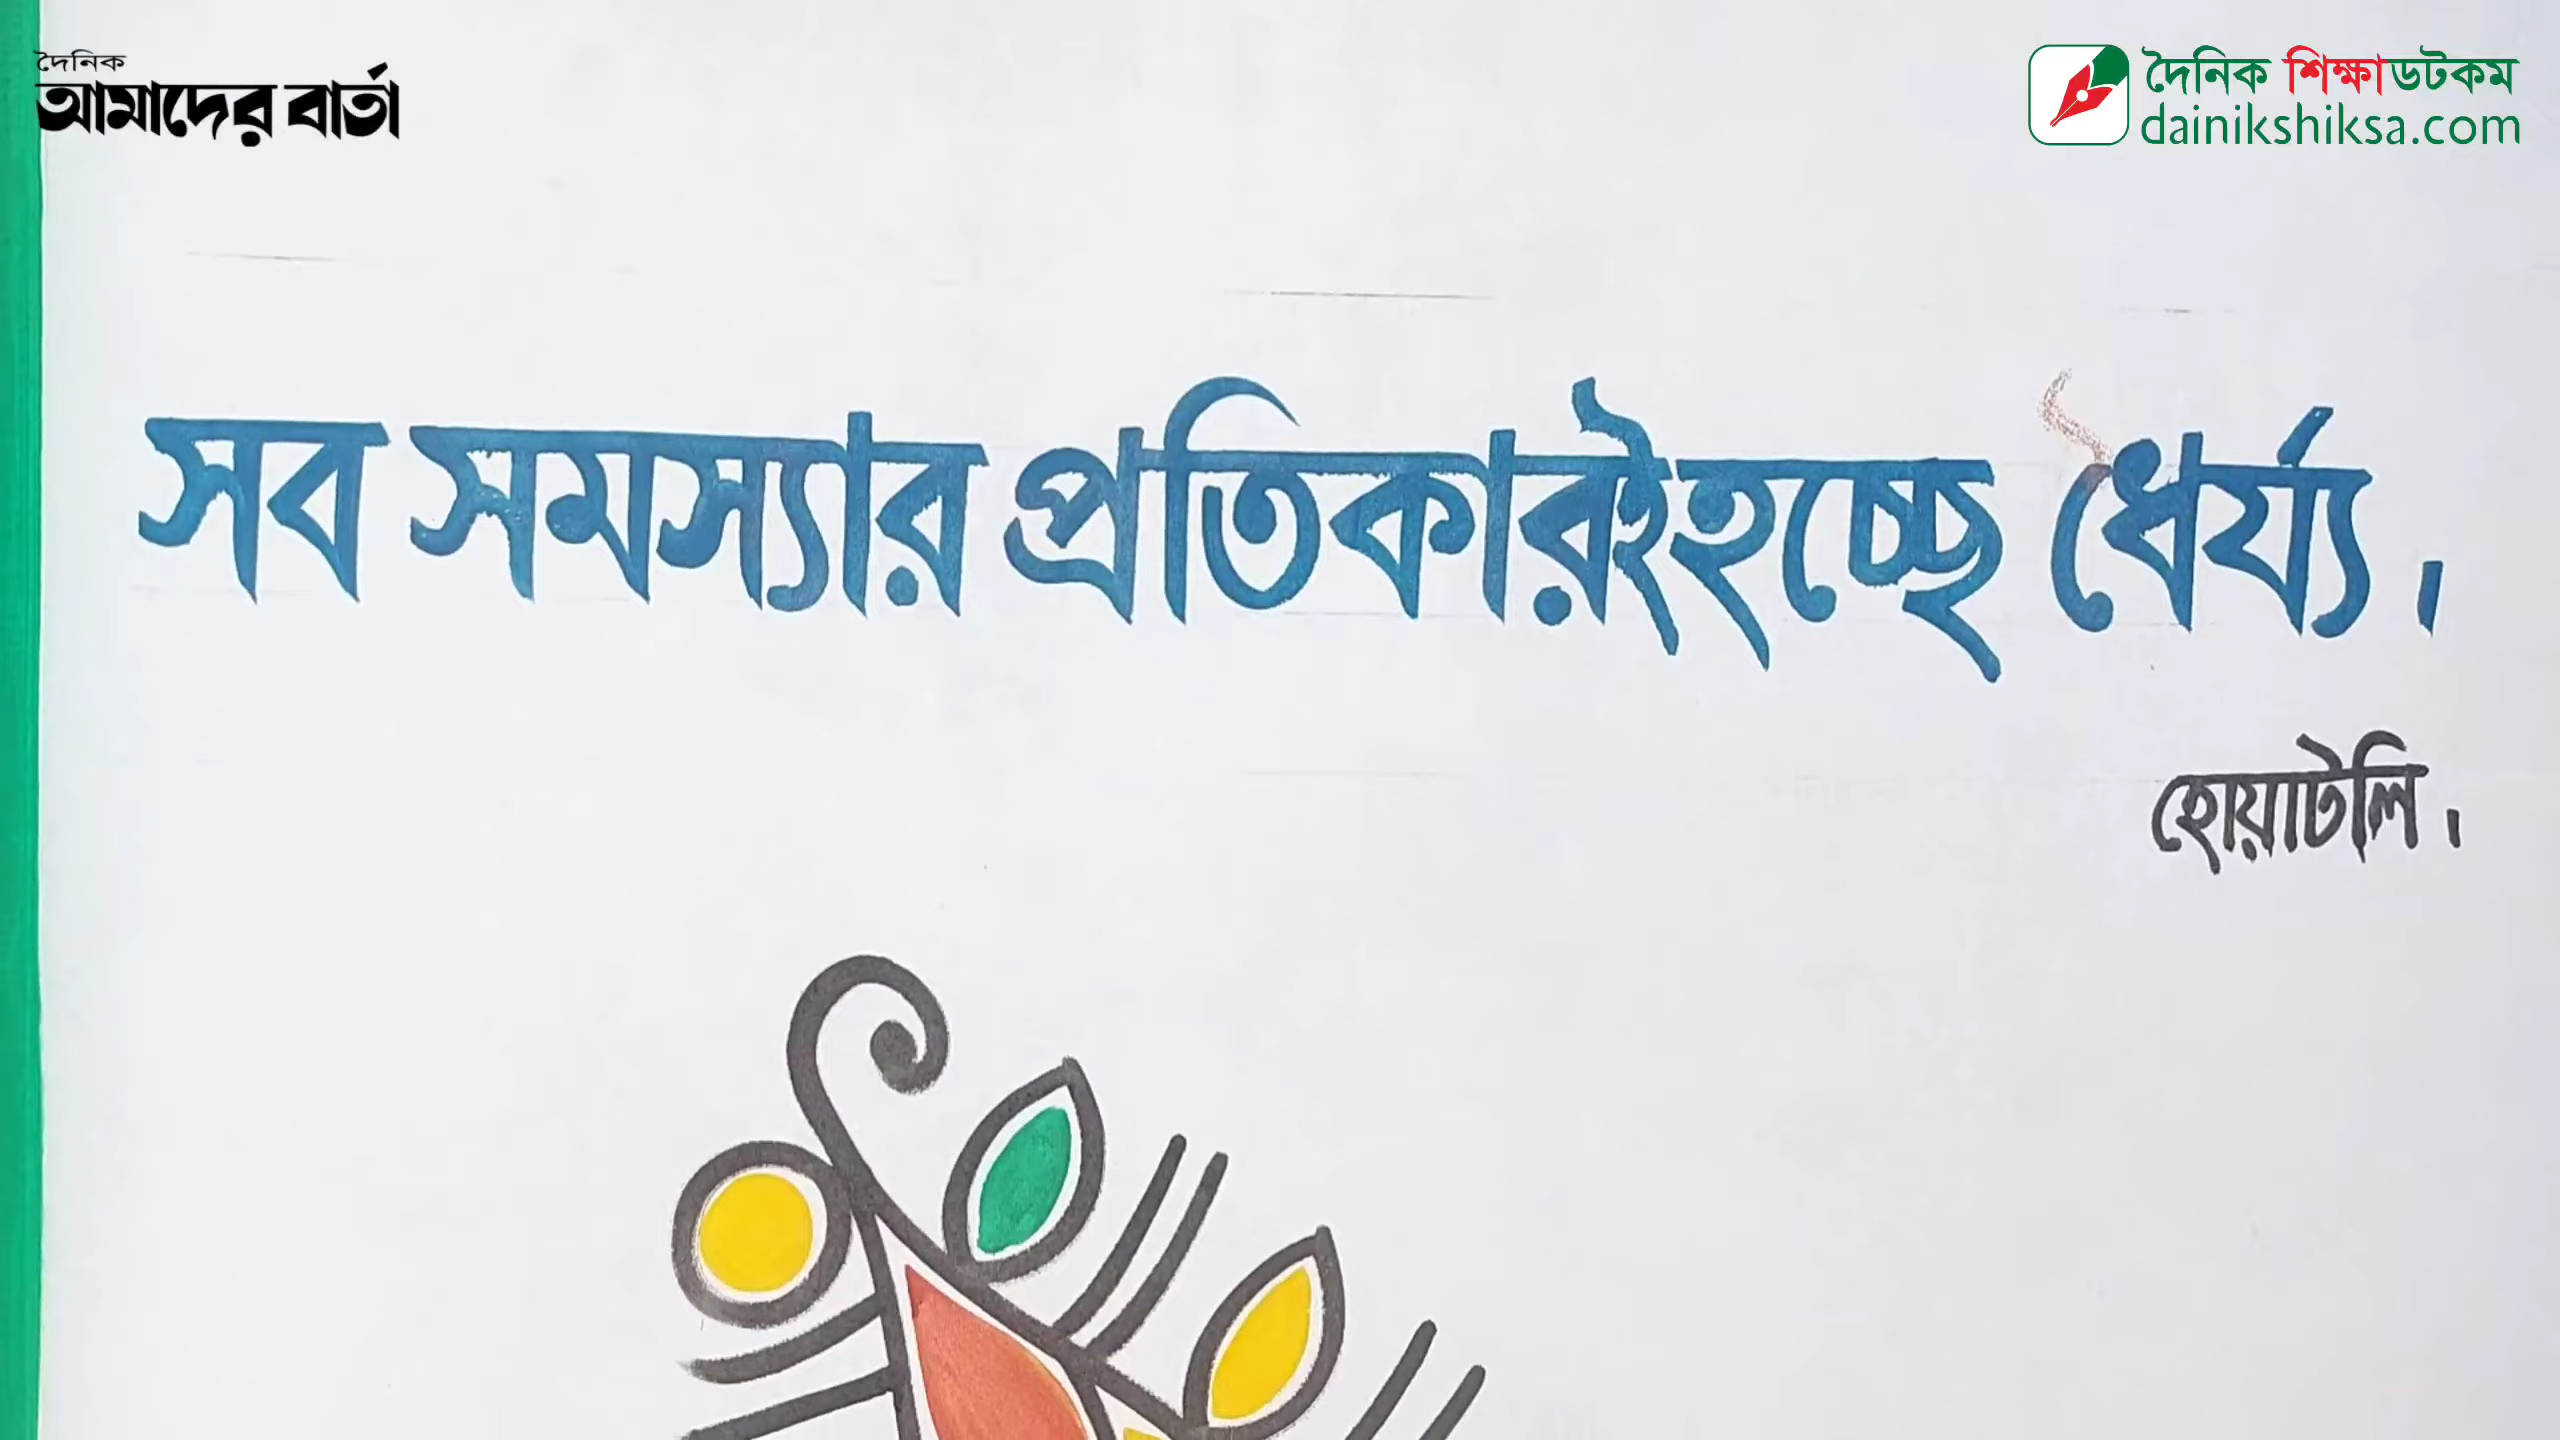 দৈনিক
আমাদের বার্তা
দৈনিক শিক্ষাডটকম
dainikshiksa.com
সব সমস্যার প্রতিকারই হচ্ছে ধের্য্য।
হোয়াটলি।